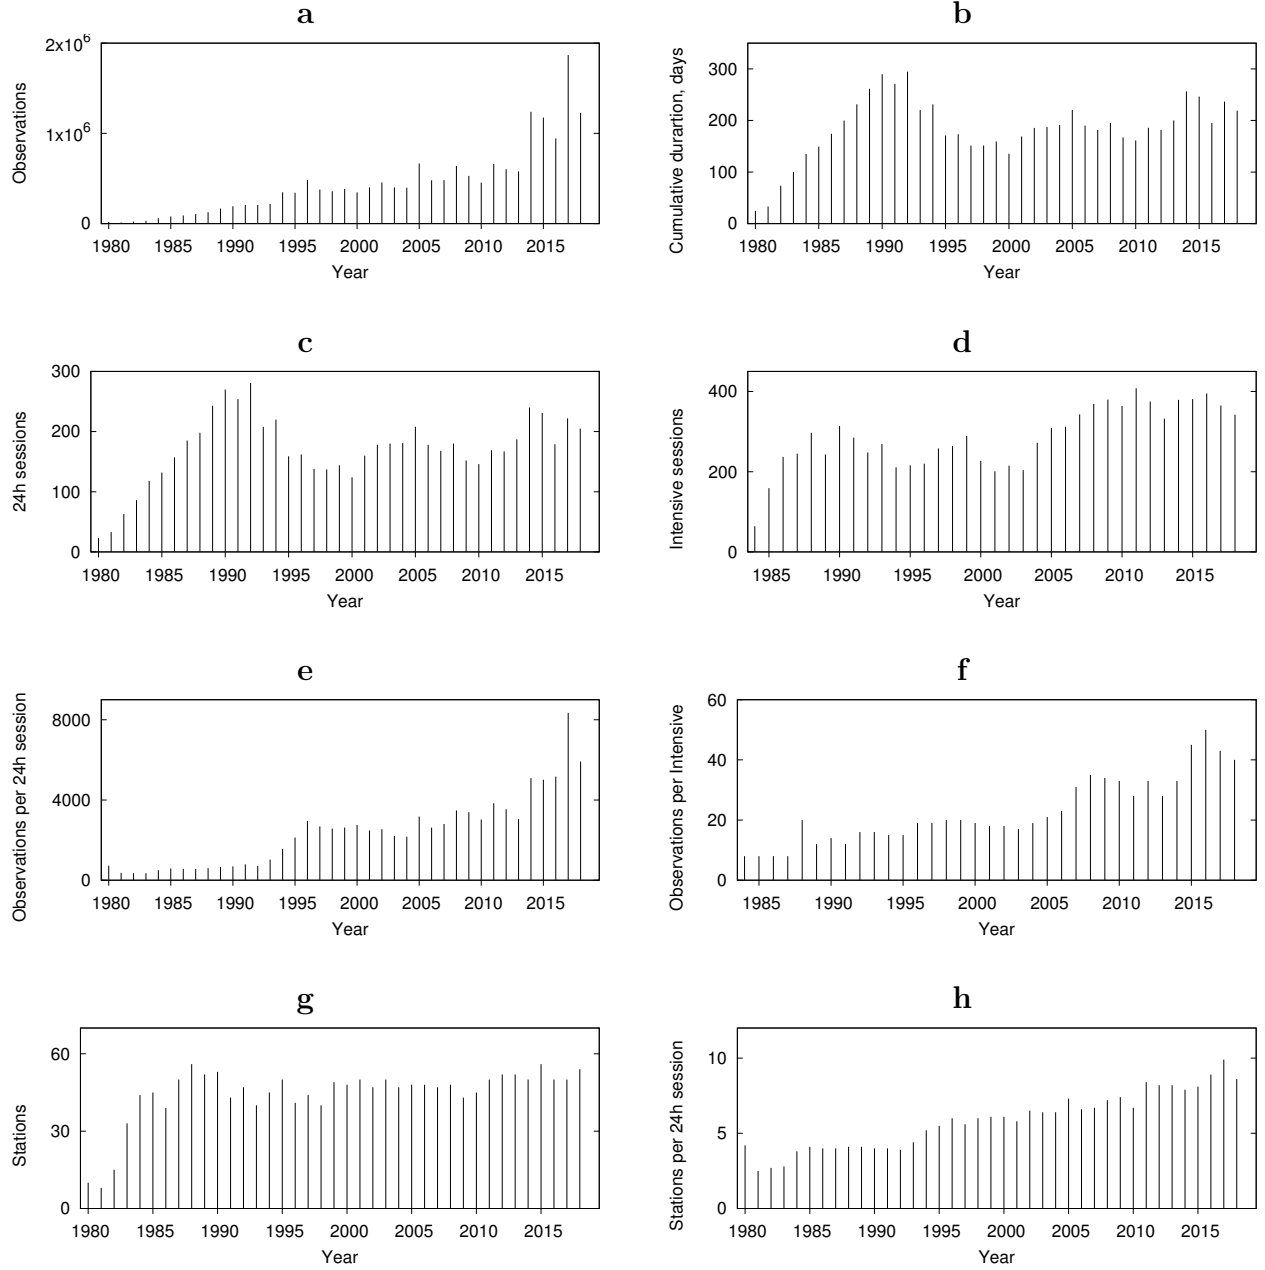 a
b
2x10⁶
1x10⁶
0
Observations
1980 1985 1990 1995 2000 2005 2010 2015
Year
300
200
100
0
Cumulative durartion, days
1980 1985 1990 1995 2000 2005 2010 2015
Year
c
d
300
200
100
0
24h sessions
1980 1985 1990 1995 2000 2005 2010 2015
Year
400
200
0
Intensive sessions
1985 1990 1995 2000 2005 2010 2015
Year
e
f
8000
4000
0
Observations per 24h session
1980 1985 1990 1995 2000 2005 2010 2015
Year
60
40
20
0
Observations per Intensive
1985 1990 1995 2000 2005 2010 2015
Year
g
h
60
30
0
Stations
1980 1985 1990 1995 2000 2005 2010 2015
Year
10
5
0
Stations per 24h session
1980 1985 1990 1995 2000 2005 2010 2015
Year